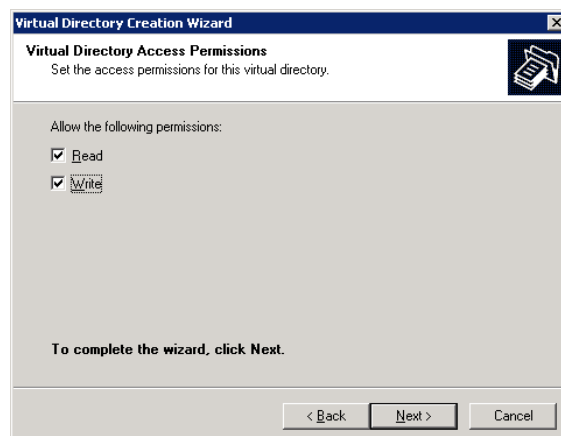 Virtual Directory Creation Wizard
Virtual Directory Access Permissions
Set the access permissions for this virtual directory.
Allow the following permissions:
Read
Write
To complete the wizard, click Next.
< Back
Next >
Cancel